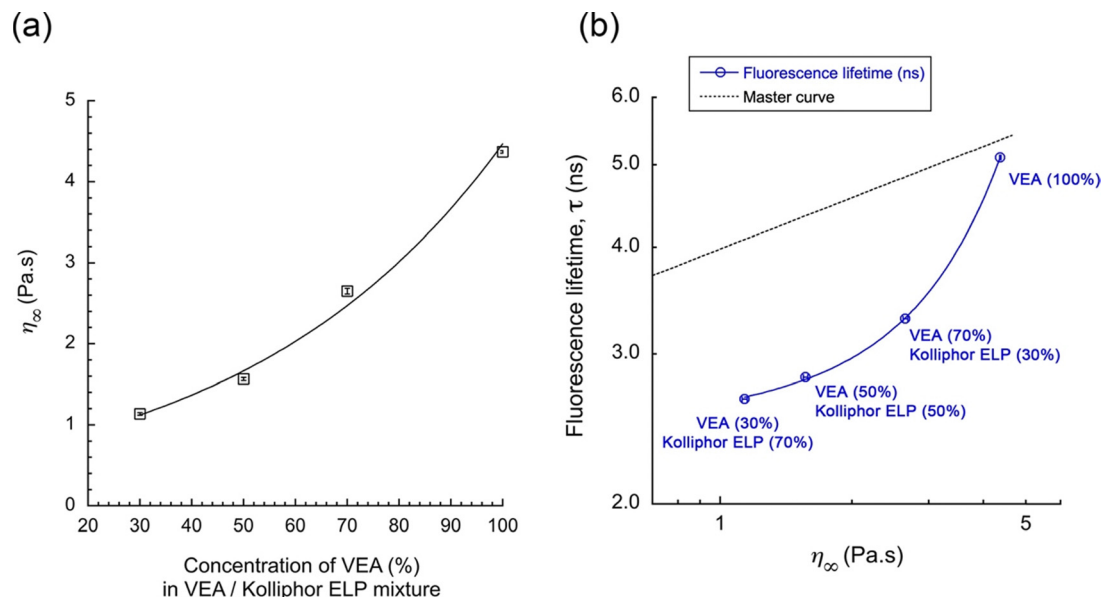 (a)
5
4
3
2
1
0
η∞ (Pa.s)
20 30 40 50 60 70 80 90 100
Concentration of VEA (%)
in VEA / Kolliphor ELP mixture
(b)
Fluorescence lifetime (ns)
Master curve
6.0
5.0
4.0
3.0
2.0
Fluorescence lifetime, τ (ns)
VEA (100%)
VEA (70%)
Kolliphor ELP (30%)
VEA (50%)
Kolliphor ELP (50%)
VEA (30%)
Kolliphor ELP (70%)
1 5
η∞ (Pa.s)